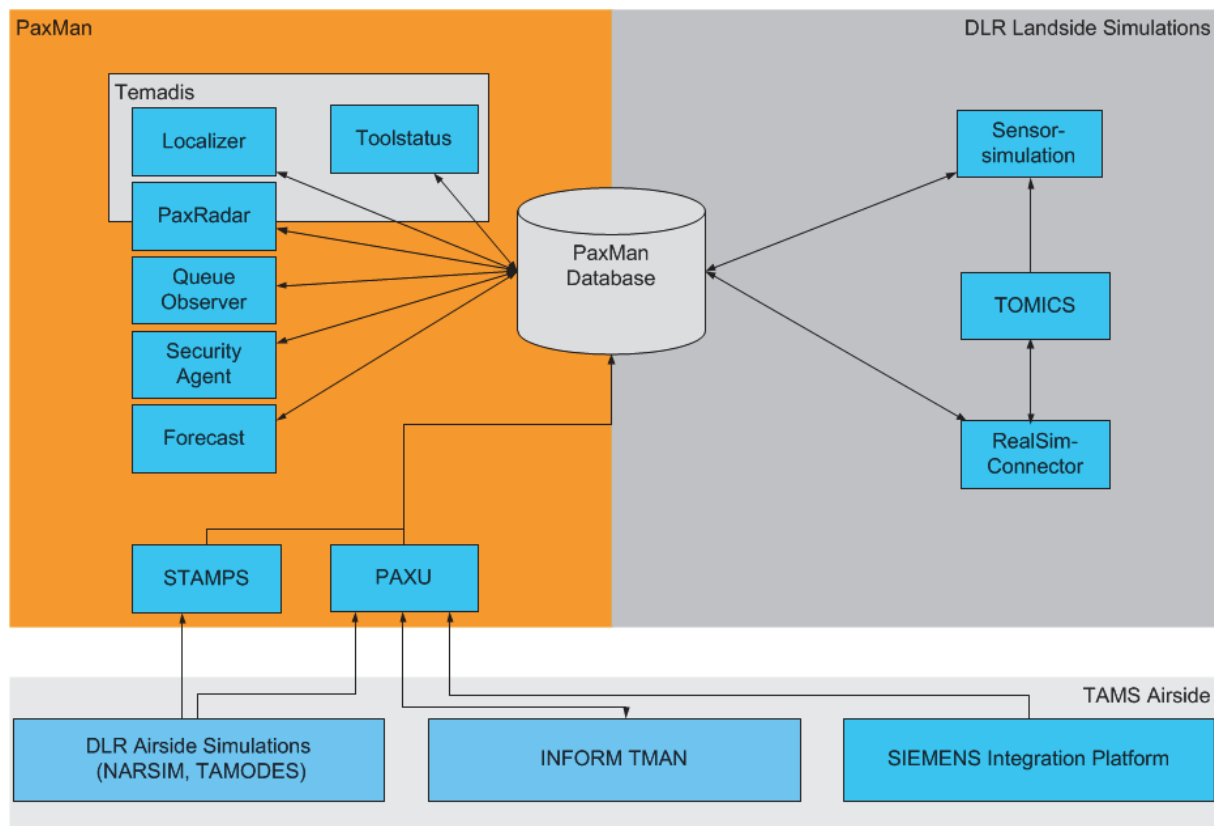 PaxMan
DLR Landside Simulations
Temadis
Localizer
Toolstatus
PaxRadar
Queue
Observer
Security
Agent
Forecast
PaxMan
Database
Sensor-
simulation
TOMICS
RealSim-
Connector
STAMPS
PAXU
TAMS Airside
DLR Airside Simulations
(NARSIM, TAMODES)
INFORM TMAN
SIEMENS Integration Platform